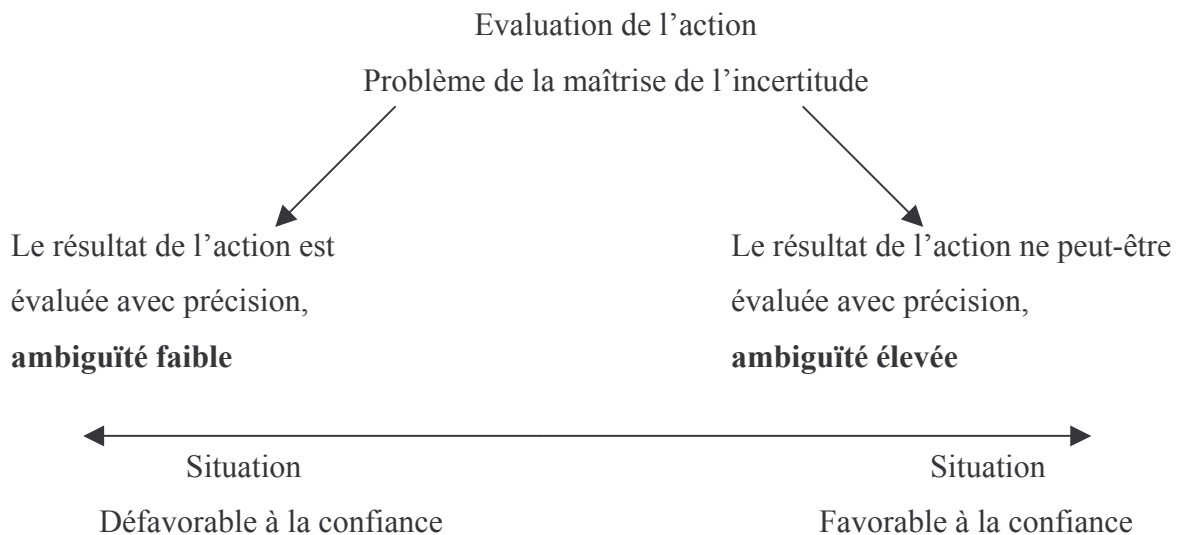 Evaluation de l’action
Problème de la maîtrise de l’incertitude
Le résultat de l’action est
évaluée avec précision,
ambiguïté faible
Le résultat de l’action ne peut-être
évaluée avec précision,
ambiguïté élevée
Situation
Défavorable à la confiance
Situation
Favorable à la confiance